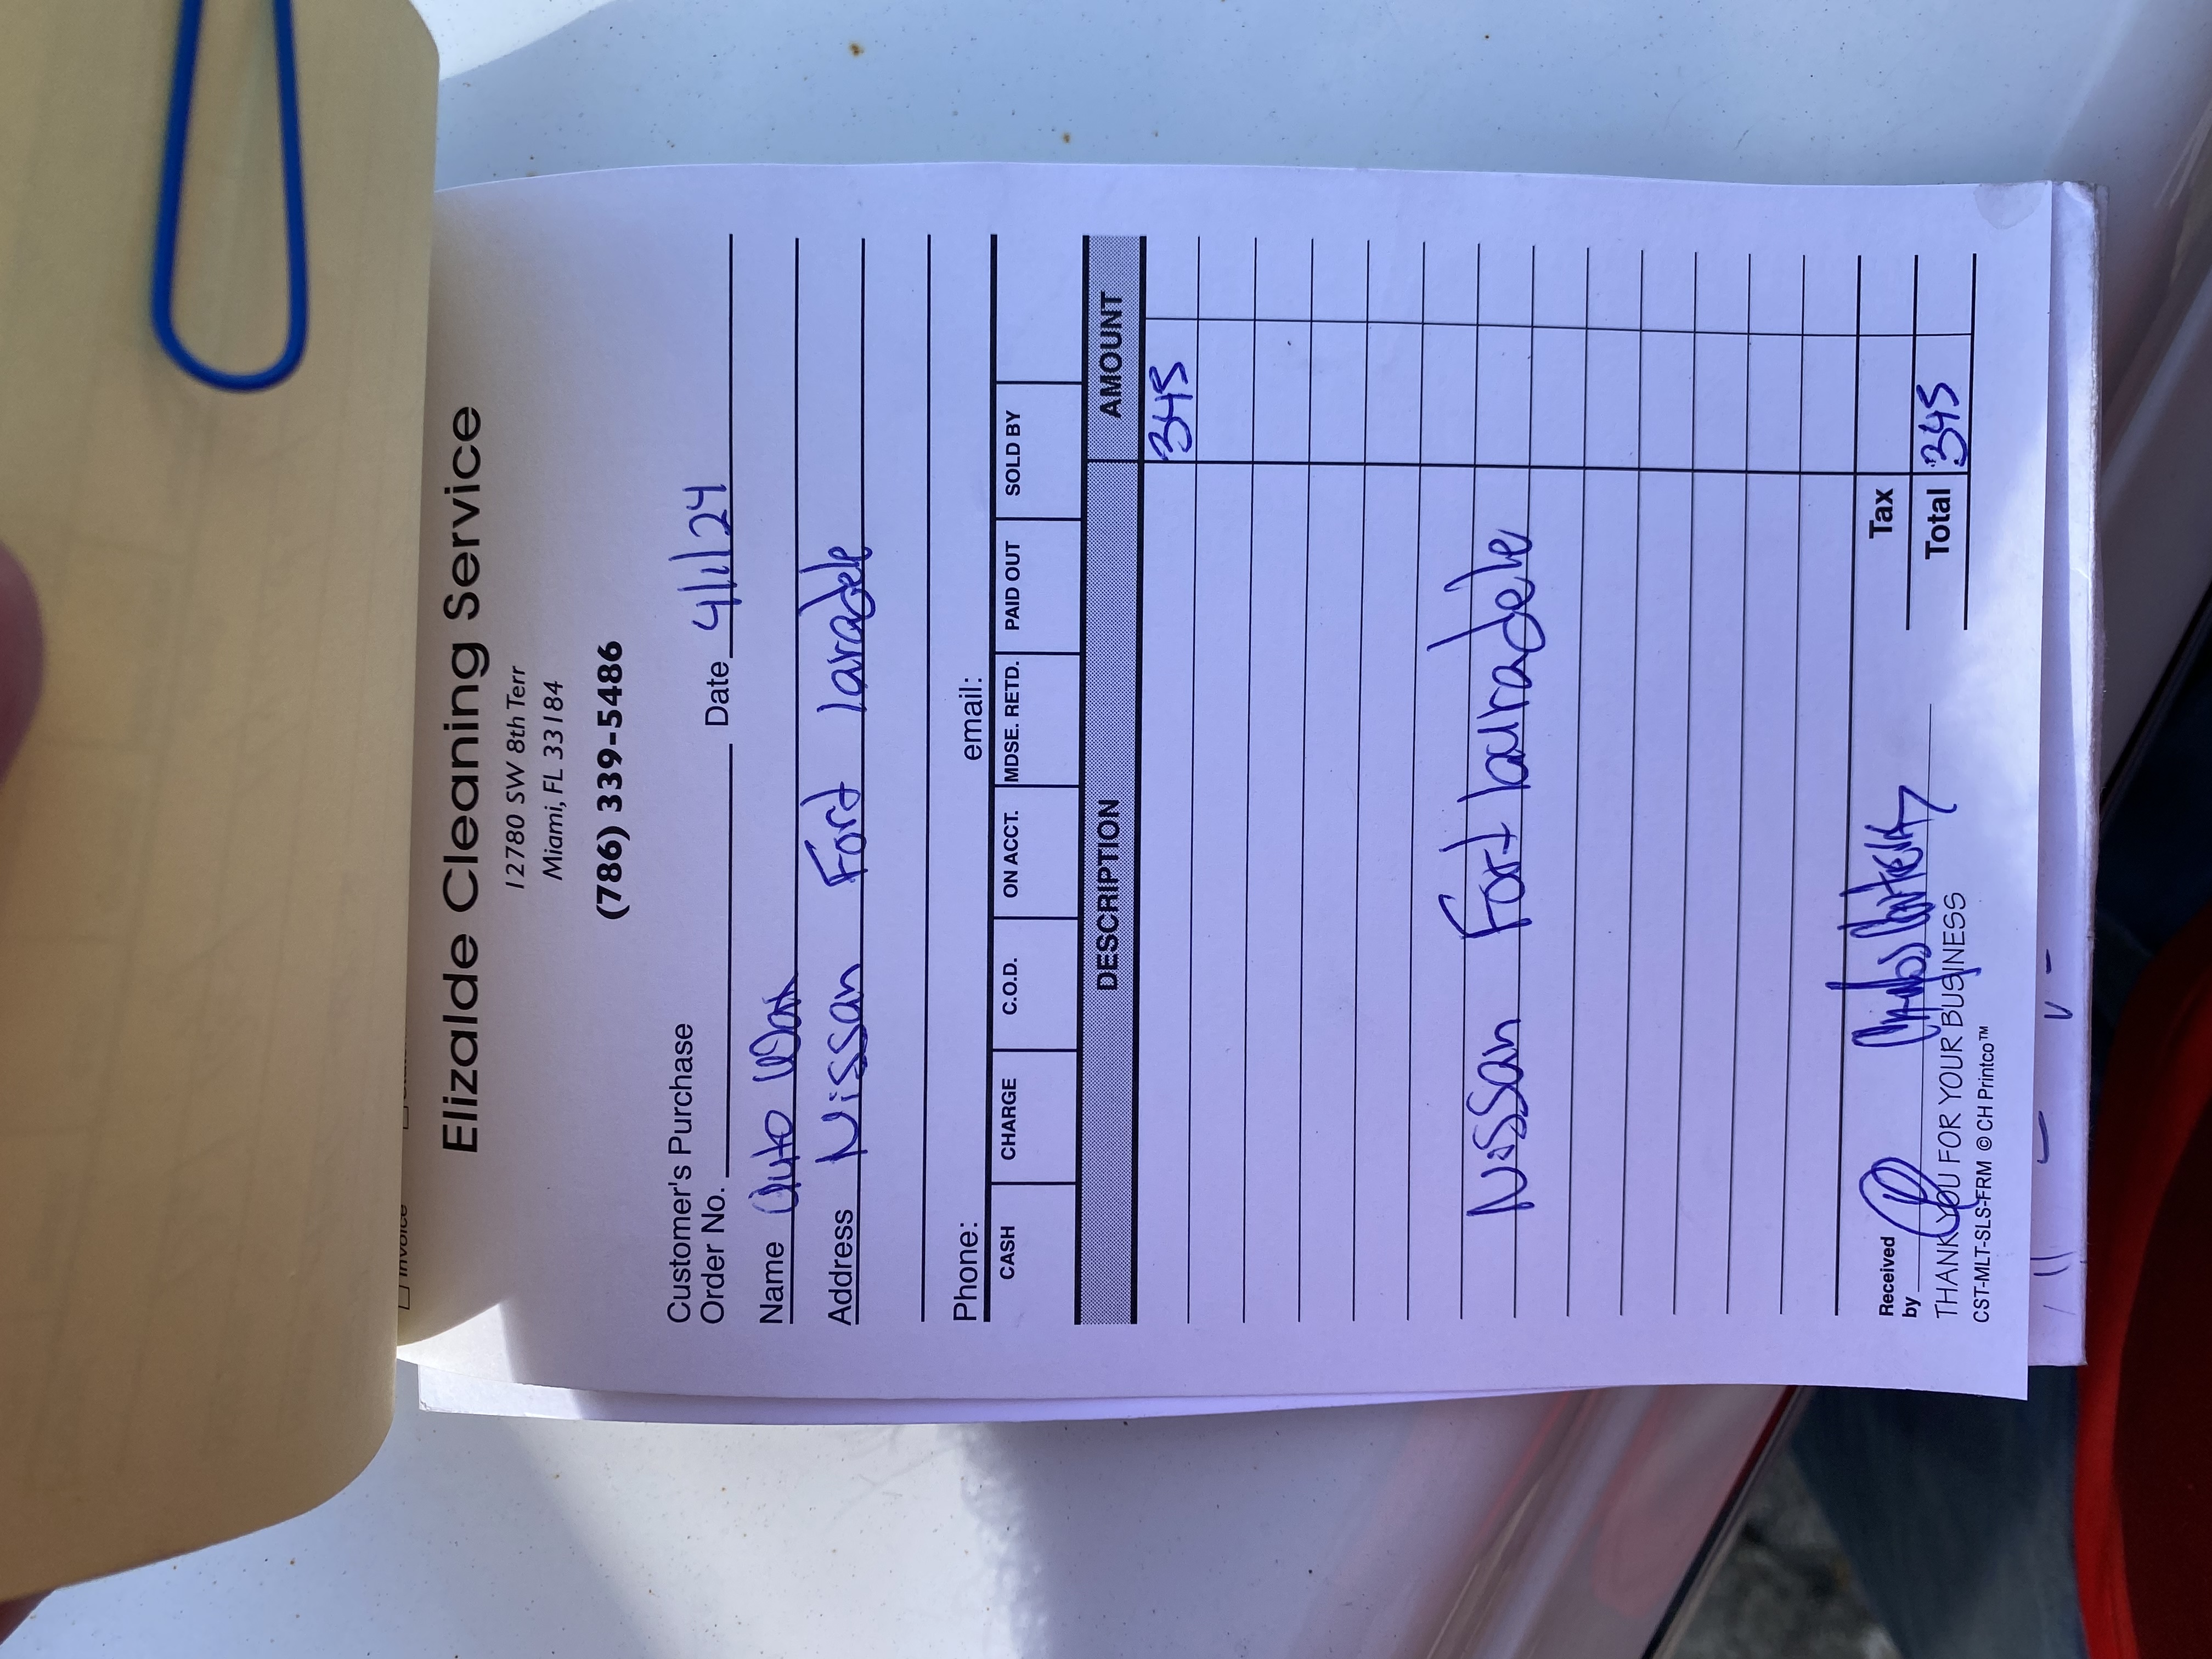 Elizalde Cleaning Service
12780 SW 8th Terr
Miami, FL 33184
(786) 339-5486
Customer's Purchase
Order No. Date 4/1/24
Name Auto
Address Nissan Fort laradele
Phone: email:
CASH CHARGE C.O.D. ON ACCT. MDSE. RETD. PAID OUT SOLD BY
DESCRIPTION AMOUNT
345
Nissan Fort
Tax
Received
by
Total 345
THANK YOU FOR YOUR BUSINESS
CST-MLT-SLS-FRM © CH Printco™
Invoice